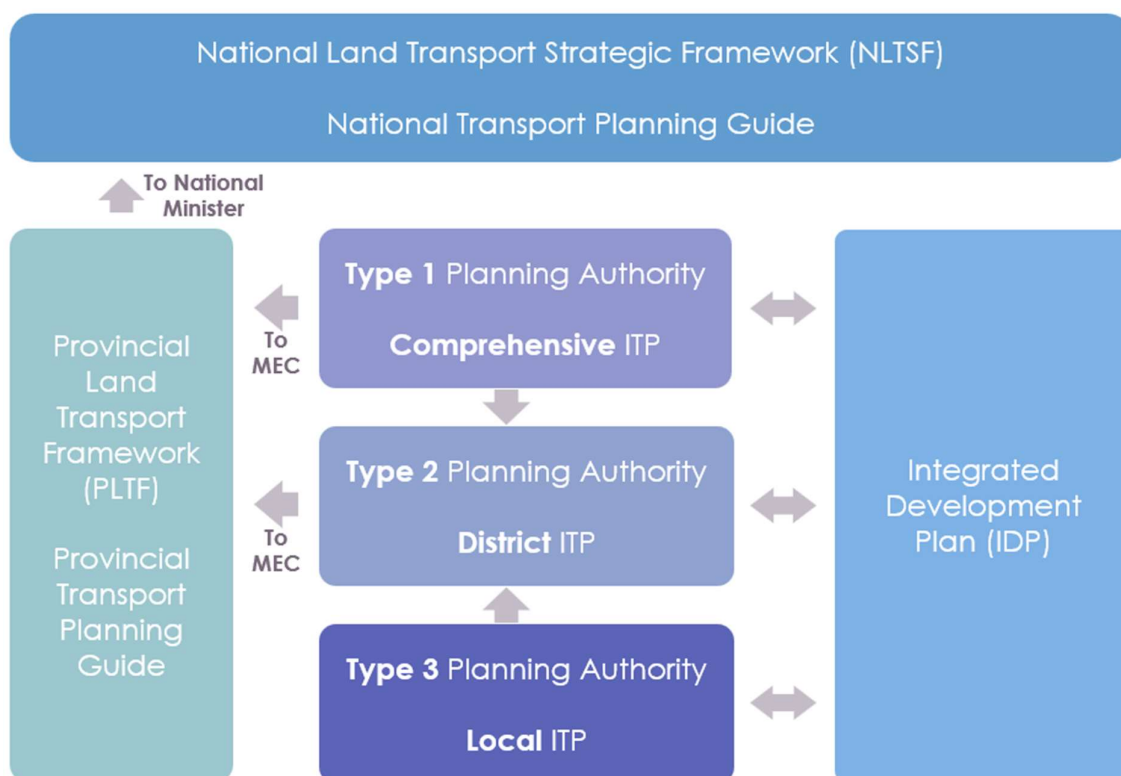 National Land Transport Strategic Framework (NLTSF)
National Transport Planning Guide
To National
Minister
Provincial
Land
Transport
Framework
(PLTF)
Provincial
Transport
Planning
Guide
To
MEC
To
MEC
Type 1 Planning Authority
Comprehensive ITP
Type 2 Planning Authority
District ITP
Type 3 Planning Authority
Local ITP
Integrated
Development
Plan (IDP)